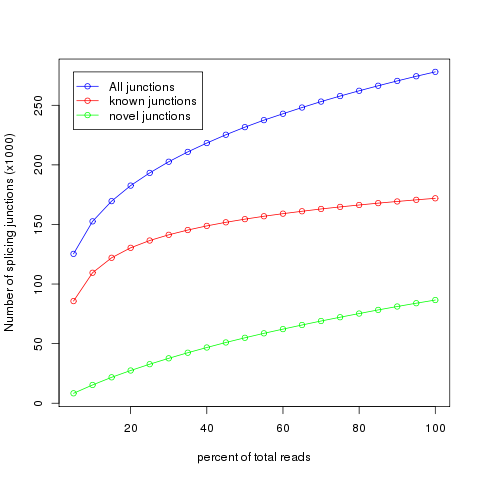 All junctions
known junctions
novel junctions
Number of splicing junctions (x1000)
250
200
150
100
50
0
20 40 60 80 100
percent of total reads